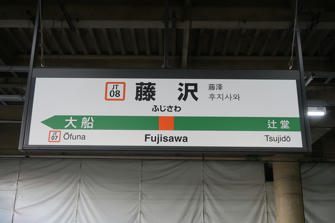 JT
08
藤沢
藤泽
후지사와
ふじさわ
大船
辻堂
JT
07
Ōfuna
Fujisawa
Tsujidō